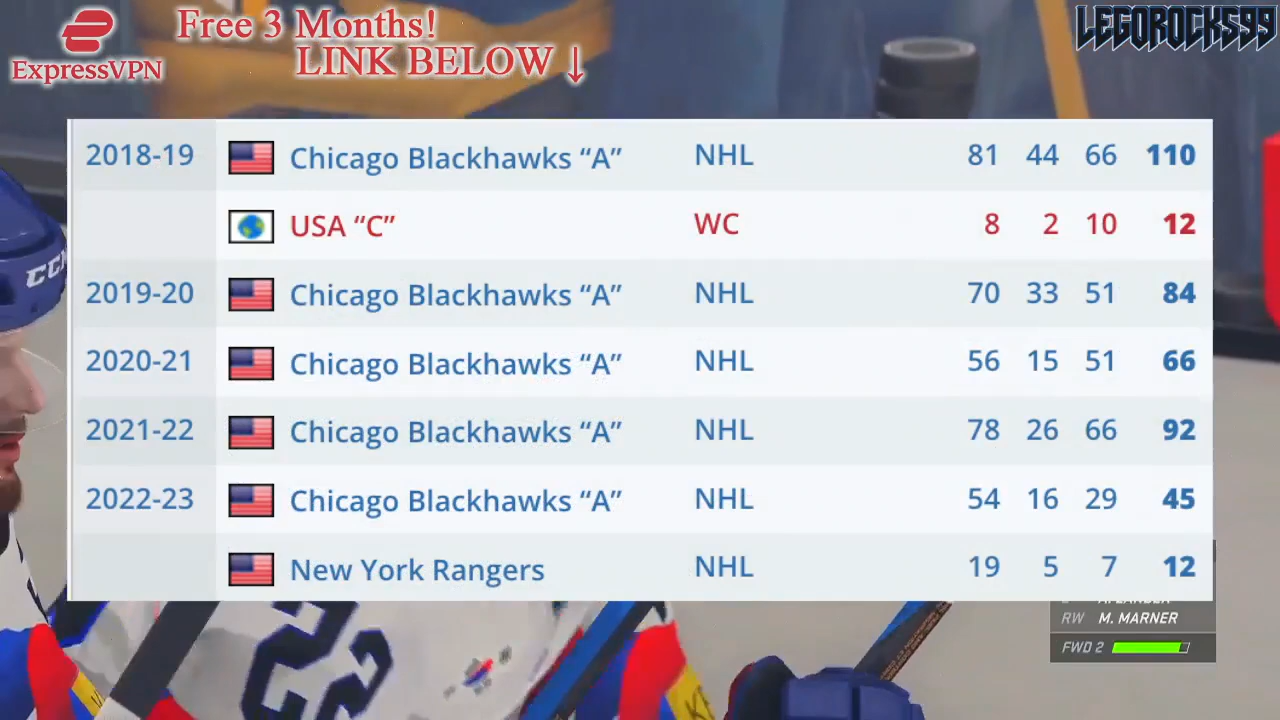 ExpressVPN
Free 3 Months!
LINK BELOW ↓
LEGOROCKS99
2018-19 Chicago Blackhawks “A” NHL 81 44 66 110
USA “C” WC 8 2 10 12
2019-20 Chicago Blackhawks “A” NHL 70 33 51 84
2020-21 Chicago Blackhawks “A” NHL 56 15 51 66
2021-22 Chicago Blackhawks “A” NHL 78 26 66 92
2022-23 Chicago Blackhawks “A” NHL 54 16 29 45
New York Rangers NHL 19 5 7 12
RW M. MARNER
FWD 2
CCM